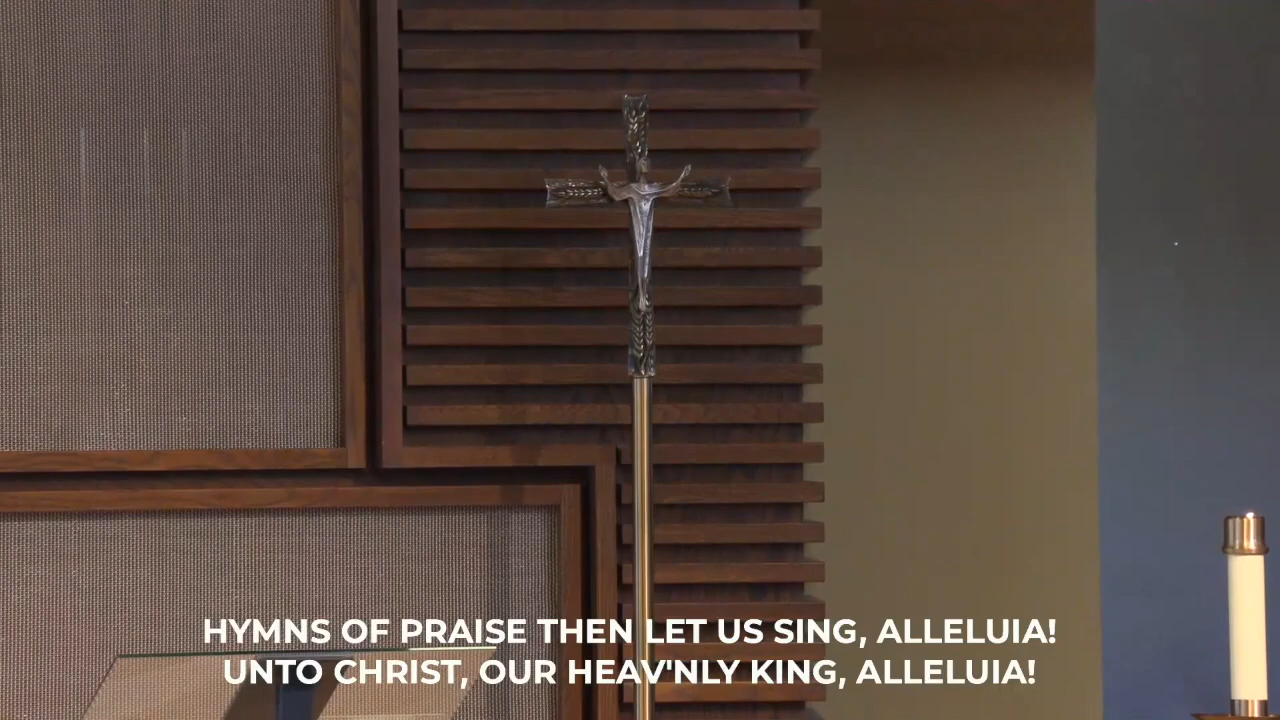 HYMNS OF PRAISE THEN LET US SING, ALLELUIA!
UNTO CHRIST, OUR HEAV'NLY KING, ALLELUIA!